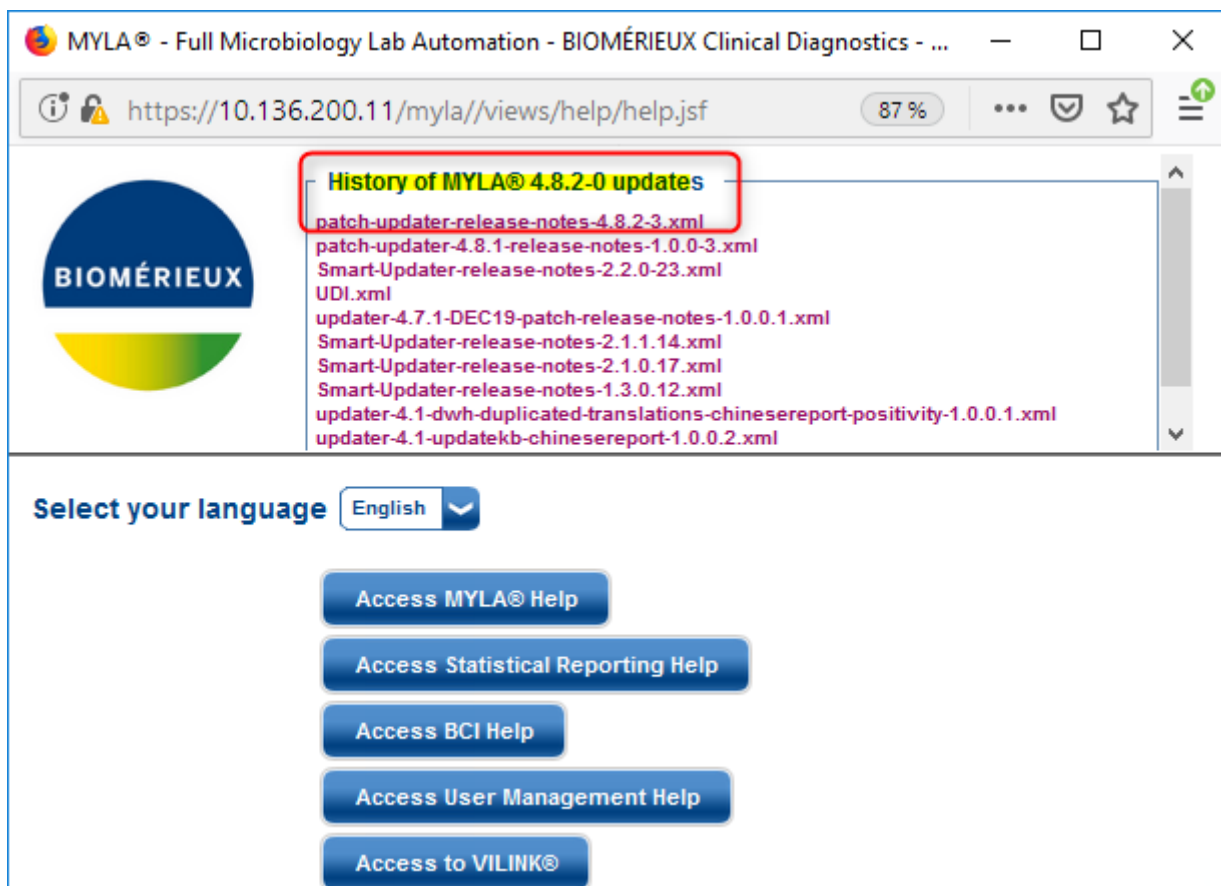 MYLA® - Full Microbiology Lab Automation - BIOMÉRIEUX Clinical Diagnostics - ...
https://10.136.200.11/myla//views/help/help.jsf
87 %
BIOMÉRIEUX
History of MYLA® 4.8.2-0 updates
patch-updater-release-notes-4.8.2-3.xml
patch-updater-4.8.1-release-notes-1.0.0-3.xml
Smart-Updater-release-notes-2.2.0-23.xml
UDI.xml
updater-4.7.1-DEC19-patch-release-notes-1.0.0.1.xml
Smart-Updater-release-notes-2.1.1.14.xml
Smart-Updater-release-notes-2.1.0.17.xml
Smart-Updater-release-notes-1.3.0.12.xml
updater-4.1-dwh-duplicated-translations-chinesereport-positivity-1.0.0.1.xml
updater-4.1-updatekb-chinesereport-1.0.0.2.xml
Select your language English
Access MYLA® Help
Access Statistical Reporting Help
Access BCI Help
Access User Management Help
Access to VILINK®